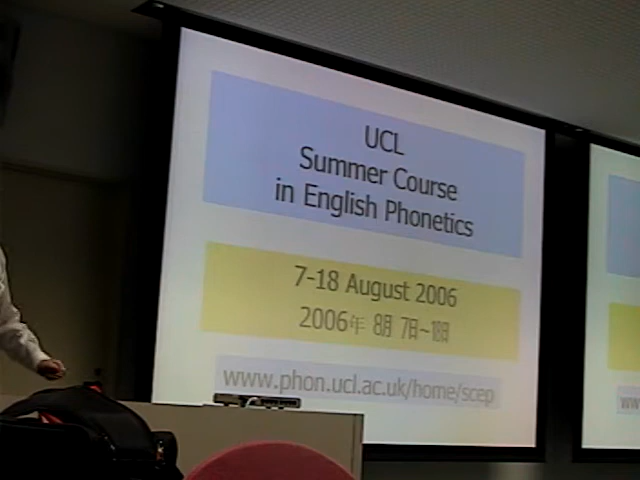 UCL
Summer Course
in English Phonetics
7-18 August 2006
2006年 8月 7日~18日
www.phon.ucl.ac.uk/home/scep
ww